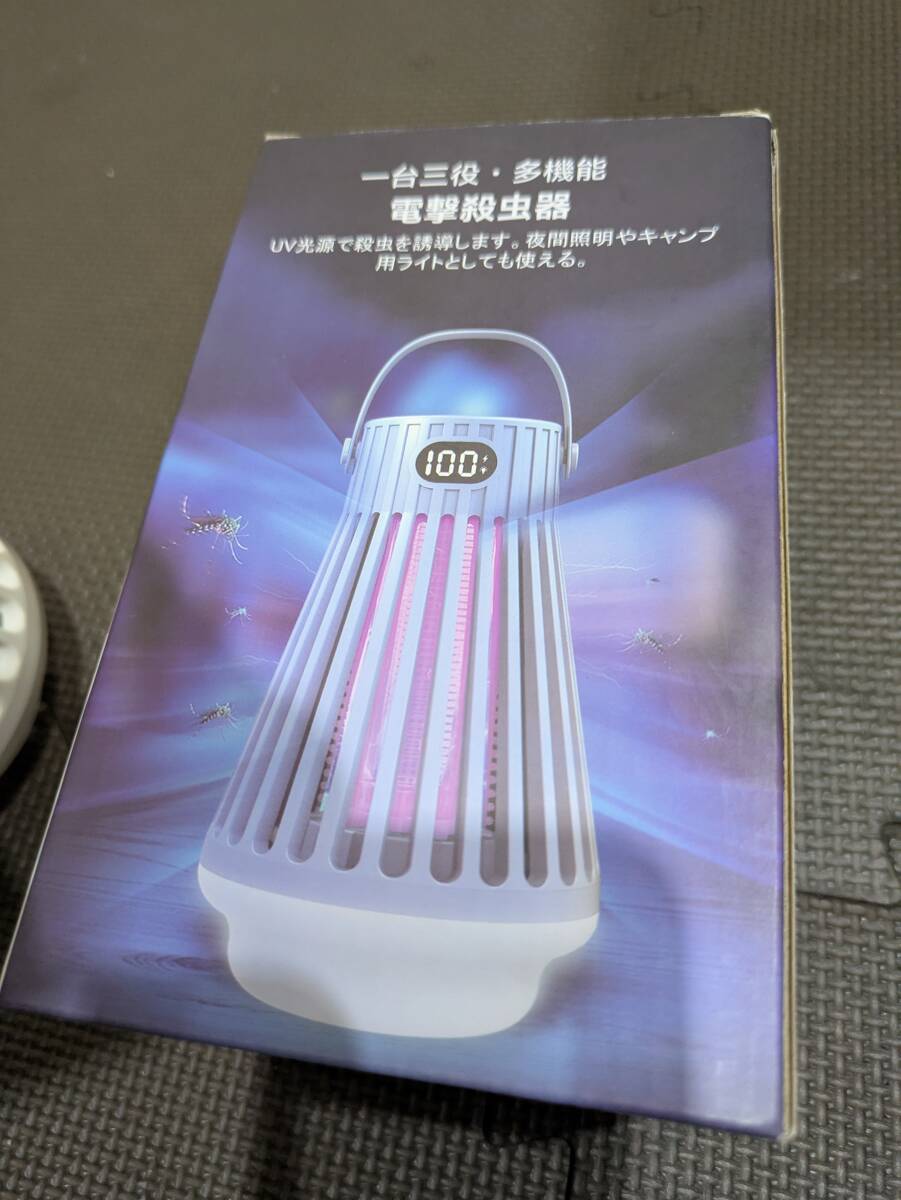 一台三役・多機能
電撃殺虫器
UV光源で殺虫を誘導します。夜間照明やキャンプ
用ライトとしても使える。
100